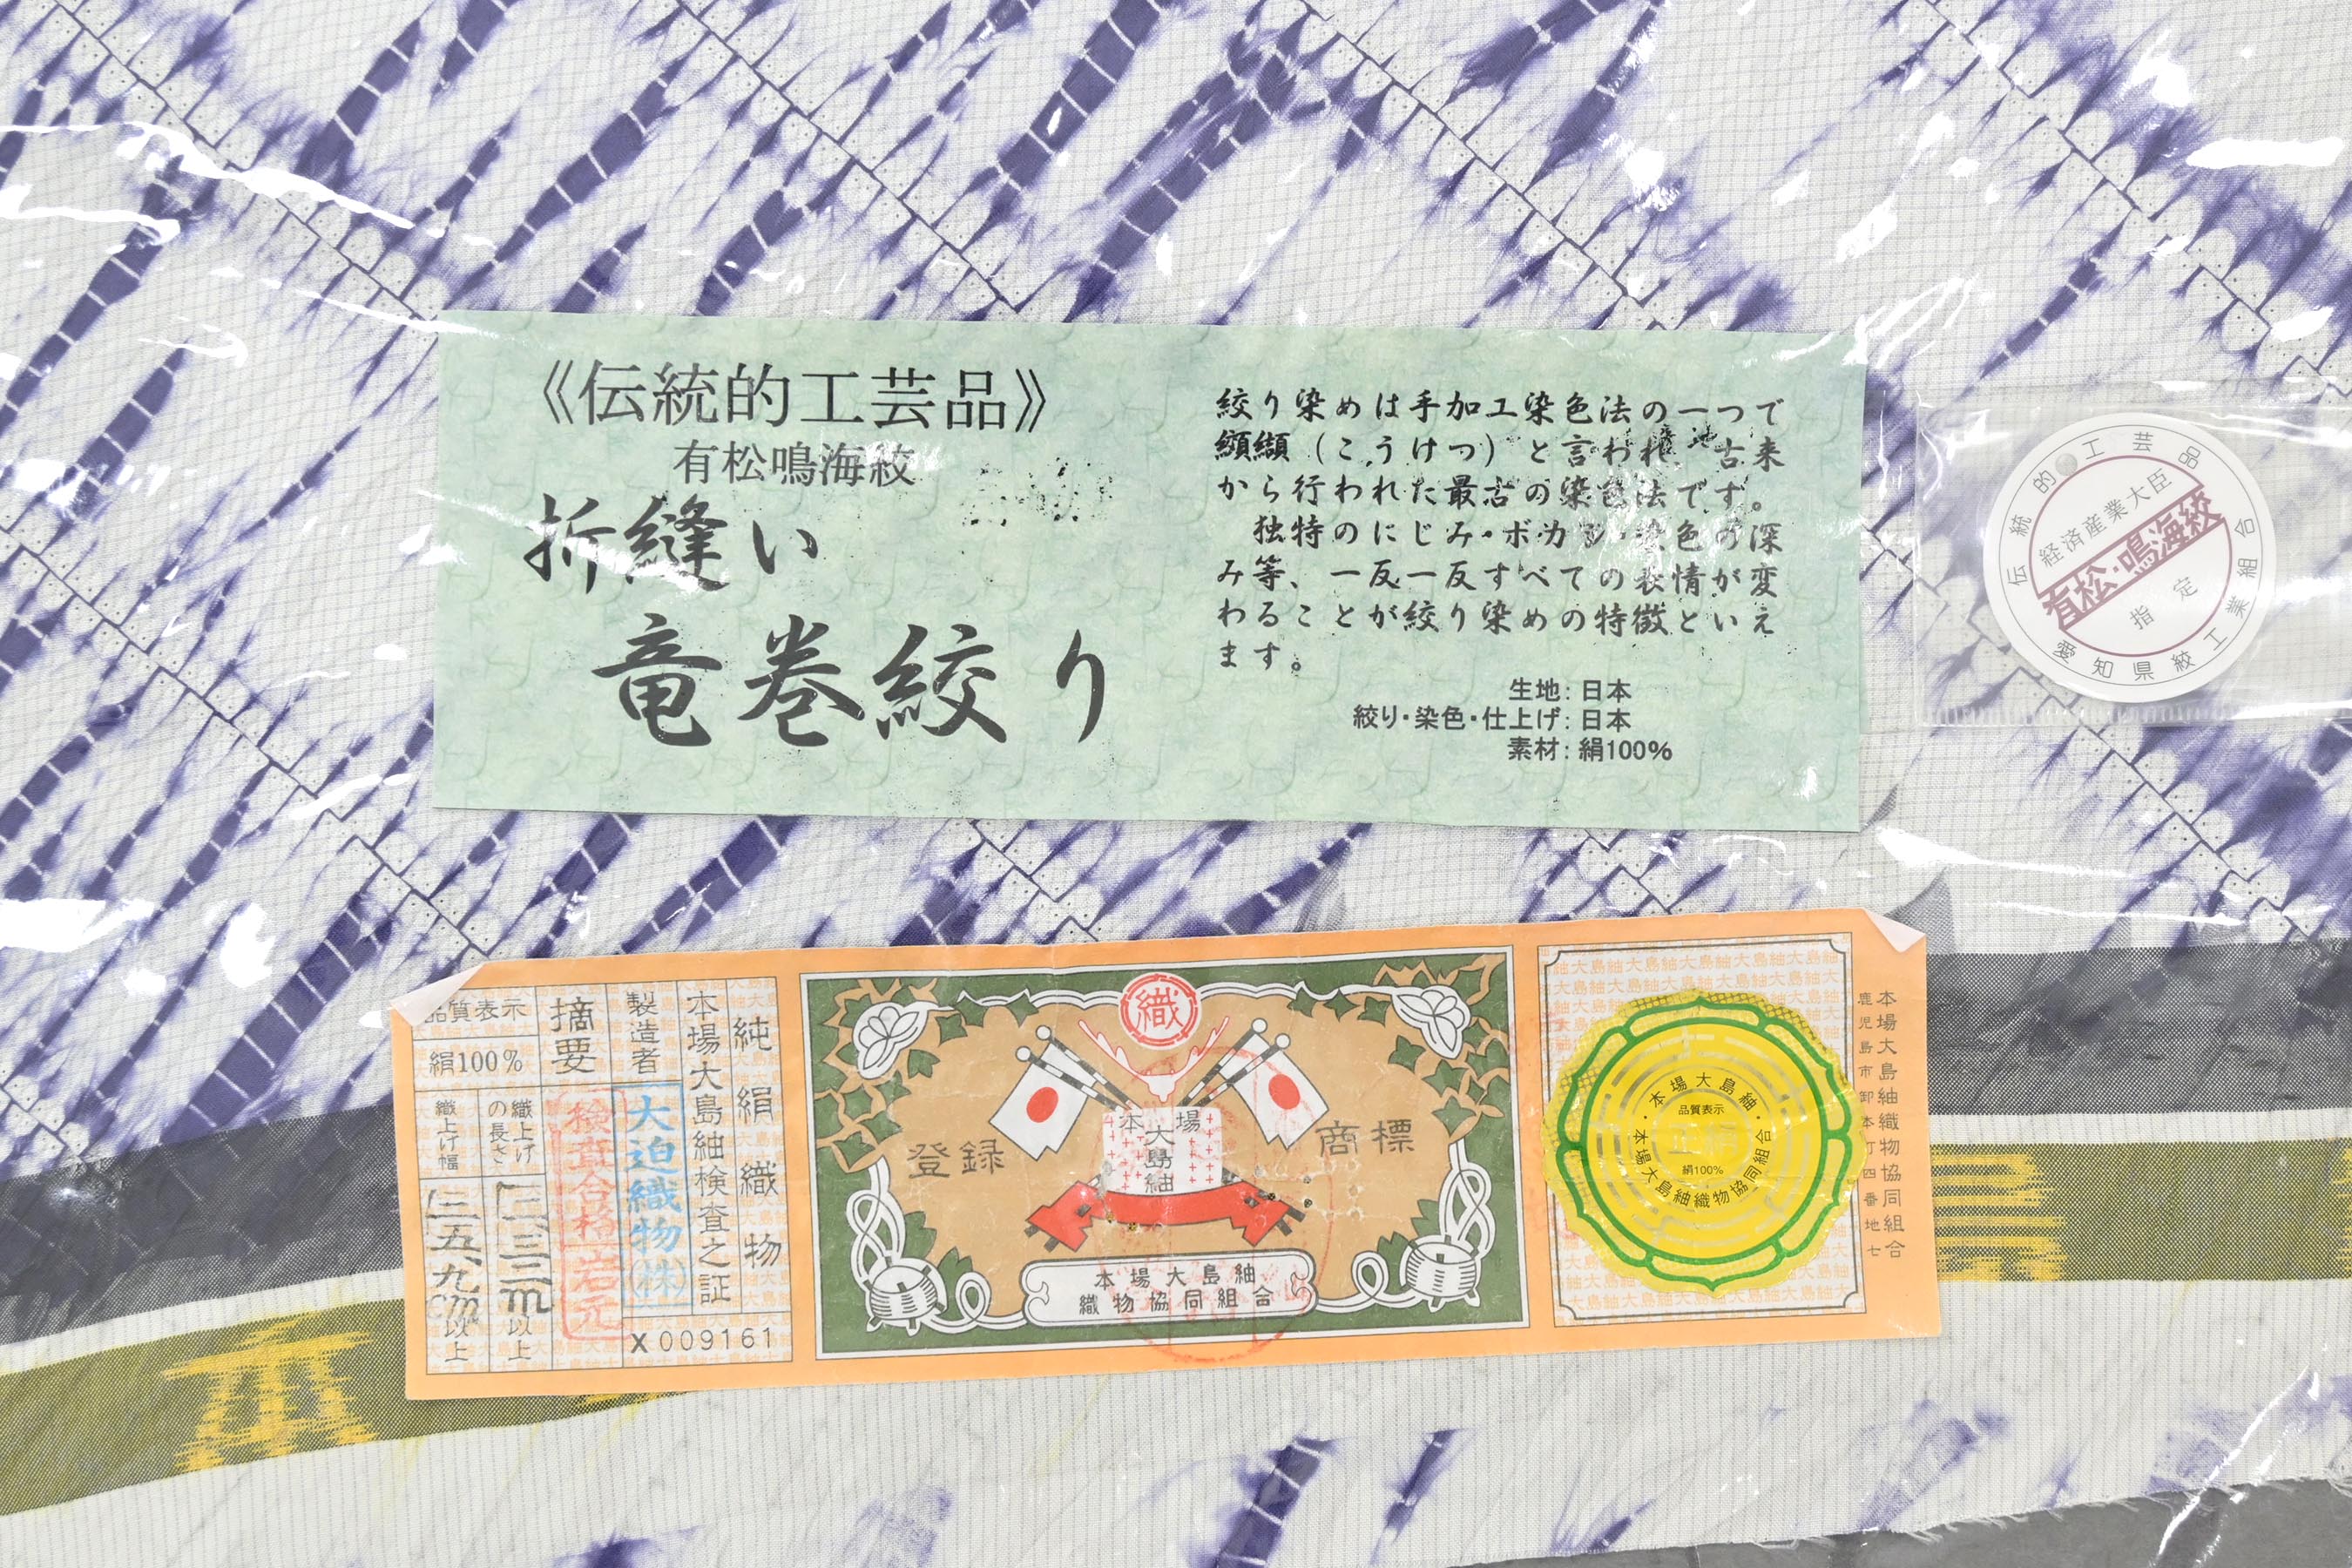 《伝統的工芸品》
有松鳴海絞
折縫い
竜巻絞り
絞り染めは手加工染色法の一つで
纐纈（こうけつ）と言われ 古来
から行われた最古の染色法です。
独特のにじみ・ボカシ・染色の深
み等、一反一反すべての表情が変
わることが絞り染めの特徴といえ
ます。
生地：日本
絞り・染色・仕上げ：日本
素材：絹100%
伝統的工芸品
経済産業大臣
有松・鳴海絞
指定
愛知県絞工業組合
純絹織物
本場大島紬検査之証
製造者
大迫織物(株)
X009161
摘要
検査合格
品質表示
絹100%
織上げの長さ
一三m以上
織上げ幅
三五、九cm以上
織
登録
商標
本場
大島紬
本場大島紬
織物協同組合
本場大島紬
品質表示
正絹
絹100%
本場大島紬織物協同組合
本場大島紬織物協同組合
鹿児島市卸本町四番地七
本